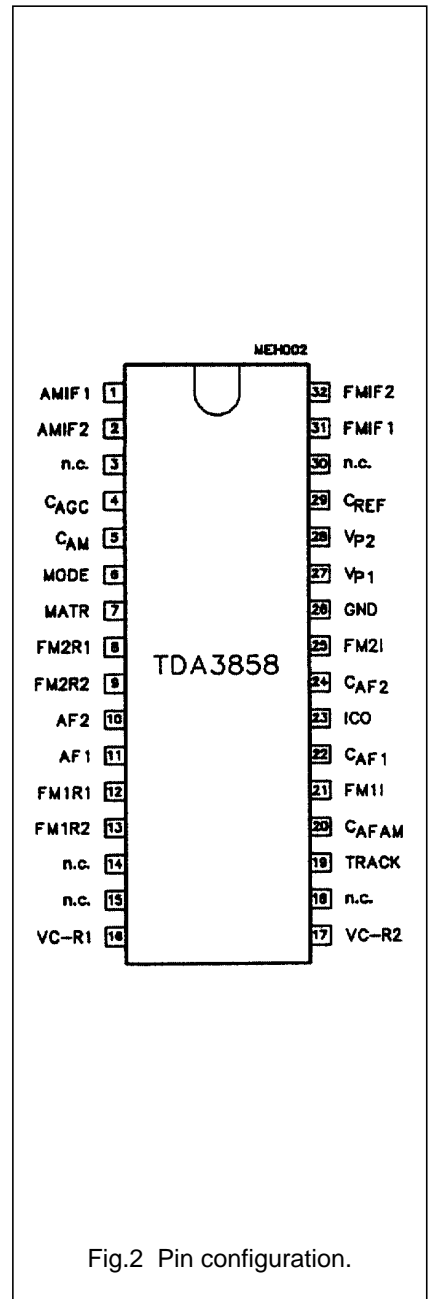 MEH002
AMIF1 1 32 FMIF2
AMIF2 2 31 FMIF1
n.c. 3 30 n.c.
CAGC 4 29 CREF
CAM 5 28 VP2
MODE 6 27 VP1
MATR 7 26 GND
FM2R1 8 25 FM2I
TDA3858
FM2R2 9 24 CAF2
AF2 10 23 ICO
AF1 11 22 CAF1
FM1R1 12 21 FM1I
FM1R2 13 20 CAFAM
n.c. 14 19 TRACK
n.c. 15 18 n.c.
VC-R1 16 17 VC-R2
Fig.2 Pin configuration.